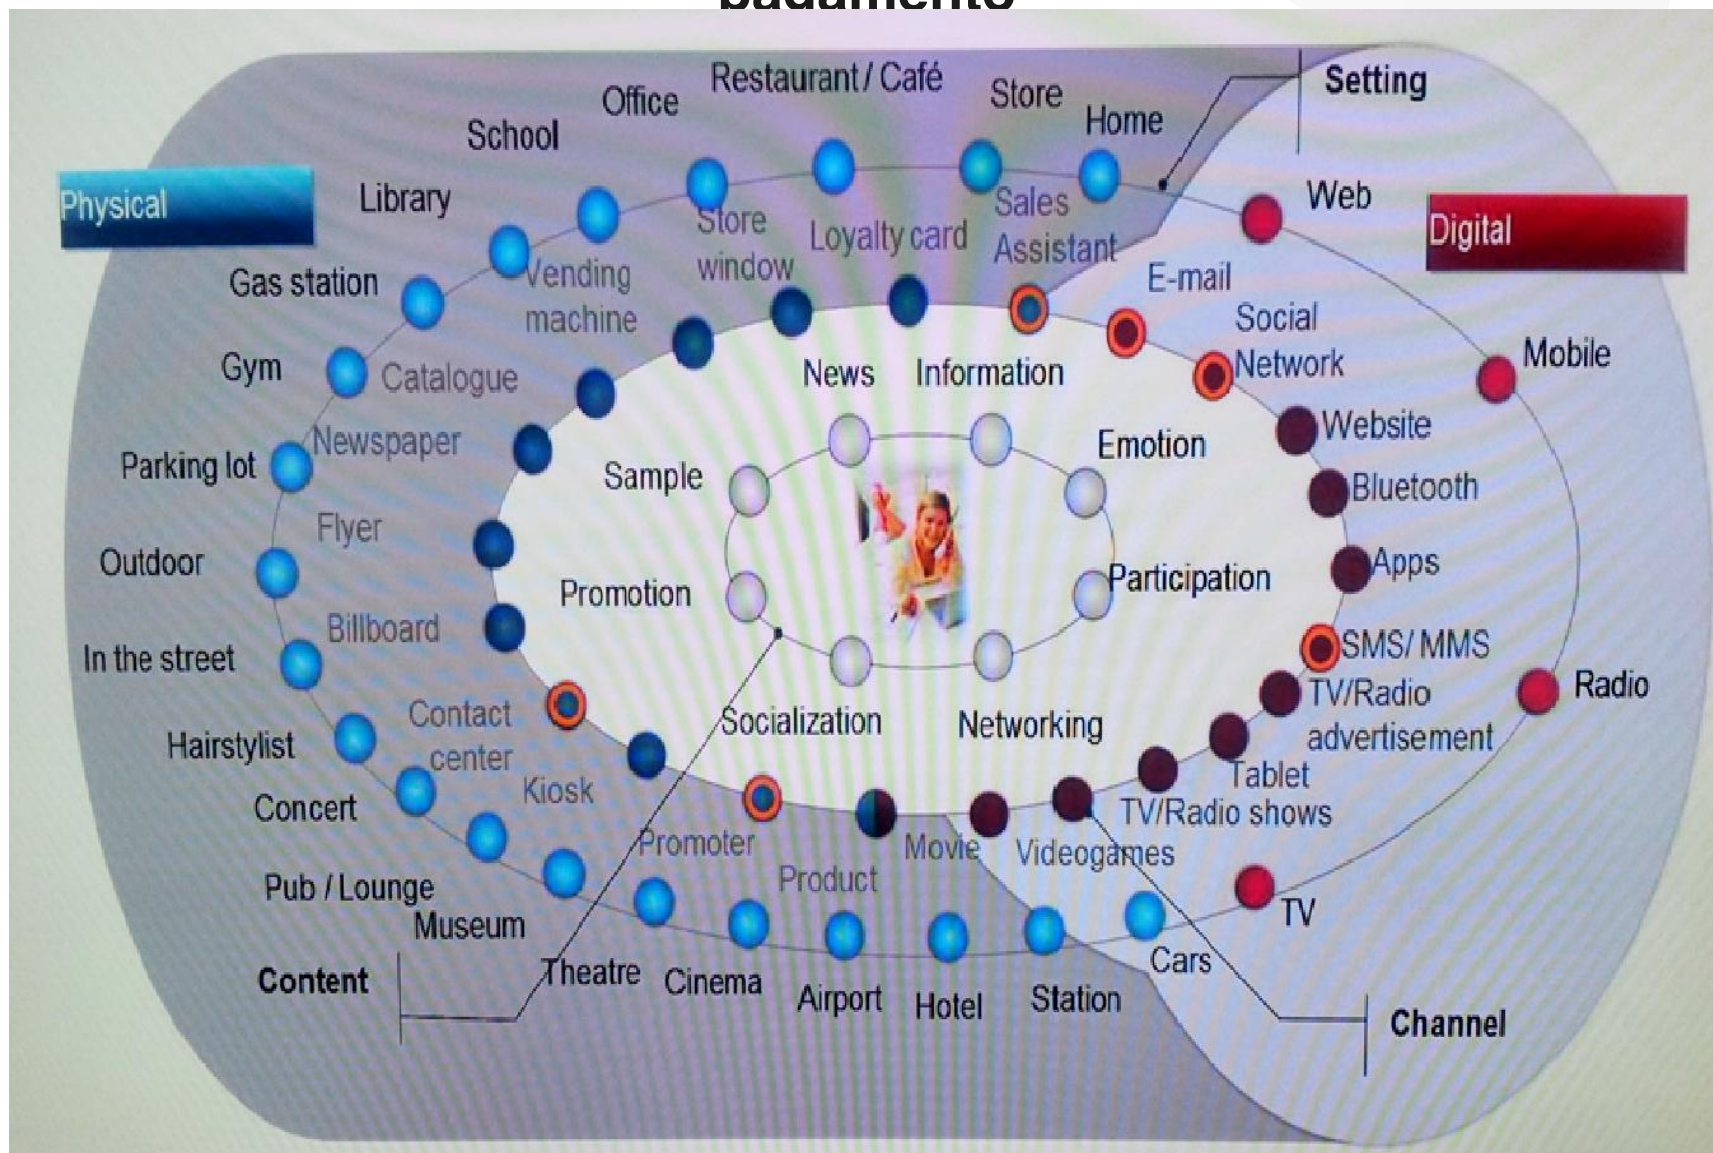 Restaurant / Café
Store
Setting
Office
Home
School
Physical
Library
Web
Digital
Store
window
Loyalty card
Sales
Assistant
Gas station
Vending
machine
E-mail
Social
Network
Gym
Catalogue
News
Information
Mobile
Newspaper
Parking lot
Sample
Emotion
Website
Bluetooth
Flyer
Outdoor
Promotion
Participation
Apps
Billboard
In the street
SMS/ MMS
Radio
Contact
center
Socialization
Networking
TV/Radio
advertisement
Hairstylist
Kiosk
Tablet
Concert
Promoter
Movie
Videogames
TV/Radio shows
Product
Pub / Lounge
Museum
TV
Content
Theatre
Cinema
Airport
Hotel
Station
Cars
Channel